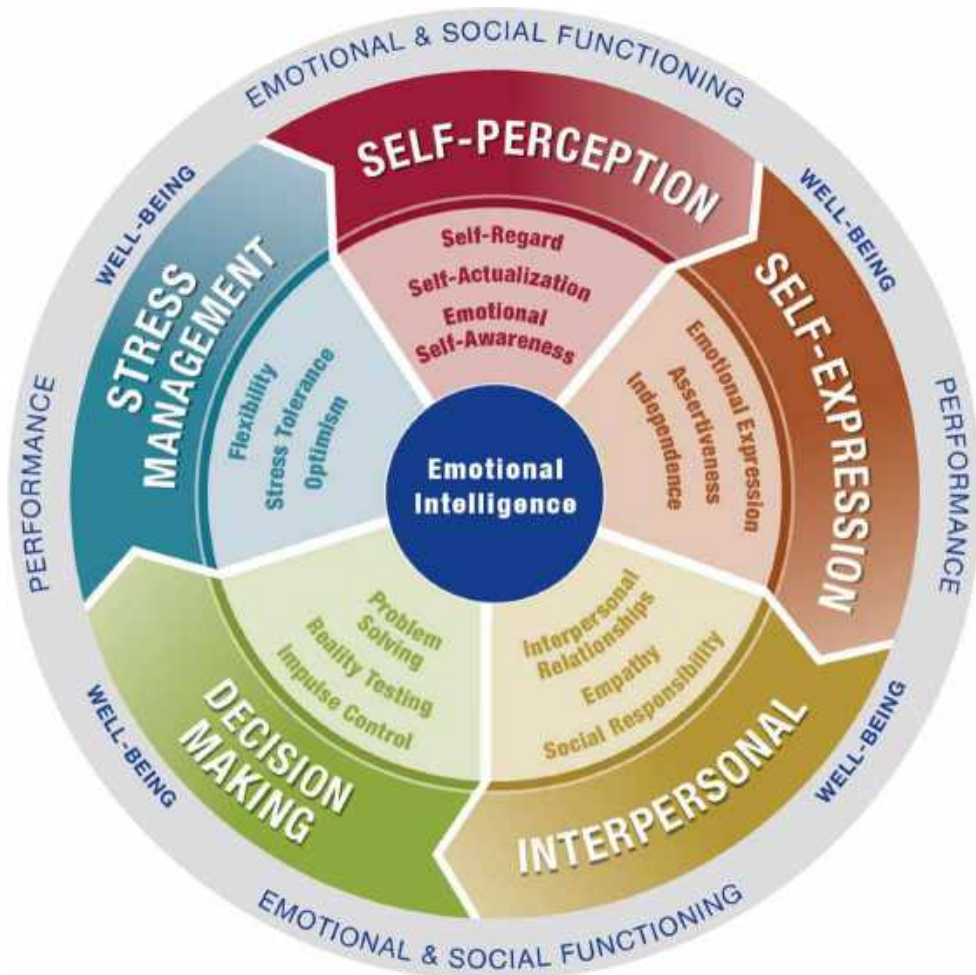 EMOTIONAL & SOCIAL FUNCTIONING
WELL-BEING
WELL-BEING
PERFORMANCE
PERFORMANCE
WELL-BEING
WELL-BEING
EMOTIONAL & SOCIAL FUNCTIONING
SELF-PERCEPTION
Self-Regard
Self-Actualization
Emotional
Self-Awareness
SELF-EXPRESSION
Emotional Expression
Assertiveness
Independence
INTERPERSONAL
Interpersonal
Relationships
Empathy
Social Responsibility
DECISION
MAKING
Problem
Solving
Reality Testing
Impulse Control
STRESS
MANAGEMENT
Flexibility
Stress Tolerance
Optimism
Emotional
Intelligence